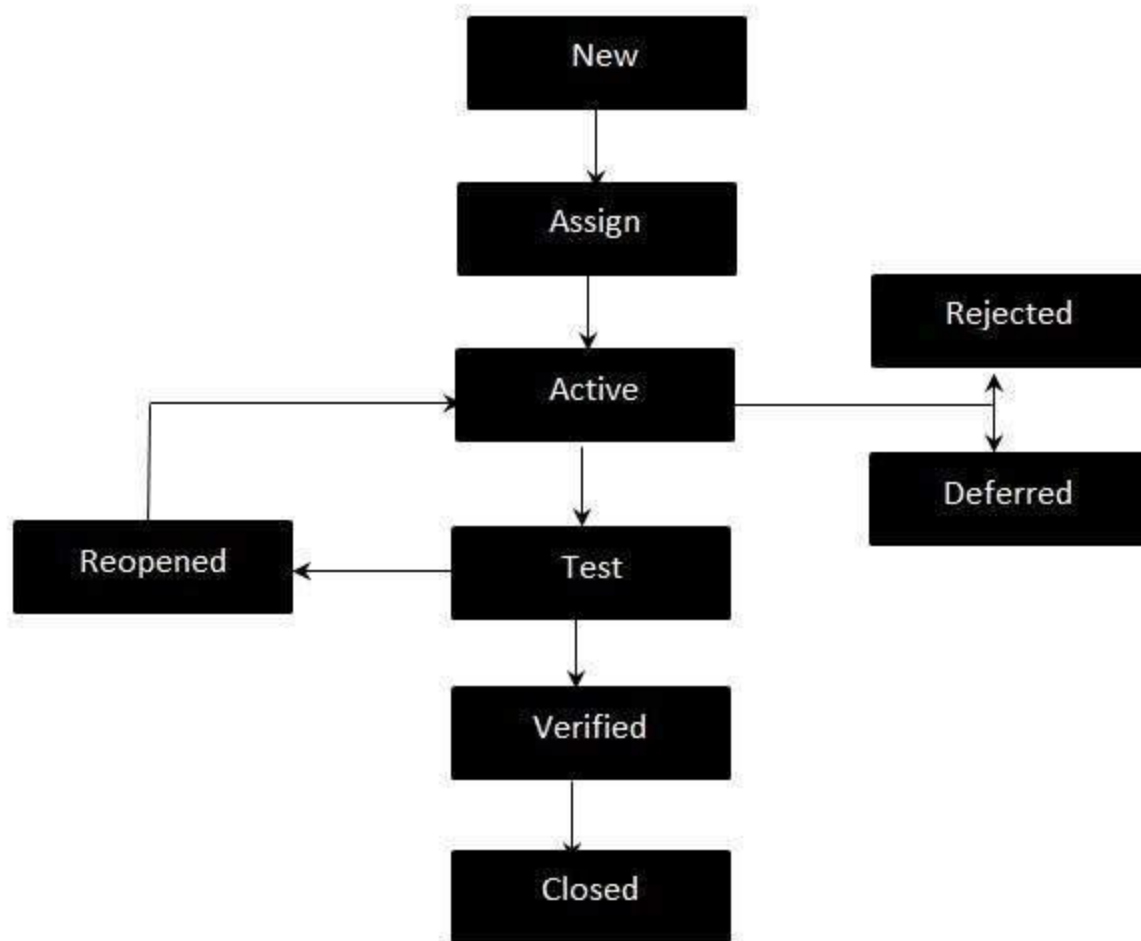 New
Assign
Rejected
Active
Deferred
Reopened
Test
Verified
Closed